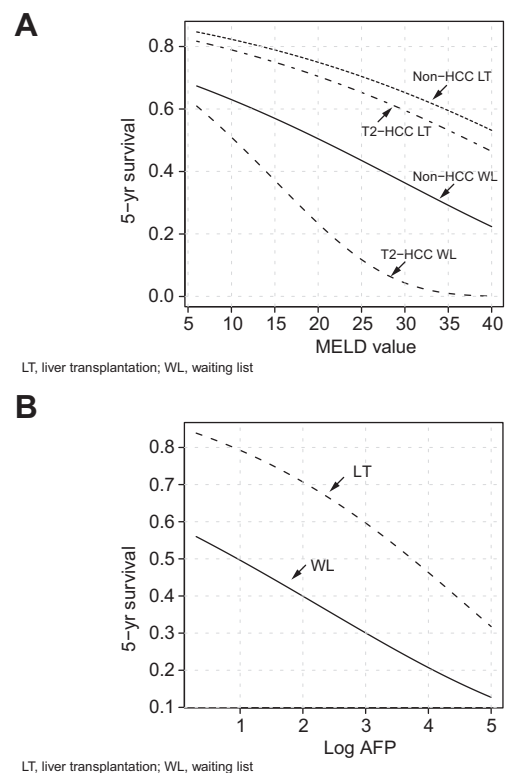 A
0.8
0.6
0.4
0.2
0.0
5−yr survival
Non−HCC LT
T2−HCC LT
Non−HCC WL
T2−HCC WL
5 10 15 20 25 30 35 40
MELD value
LT, liver transplantation; WL, waiting list
B
0.8
0.7
0.6
0.5
0.4
0.3
0.2
0.1
5−yr survival
LT
WL
1 2 3 4 5
Log AFP
LT, liver transplantation; WL, waiting list